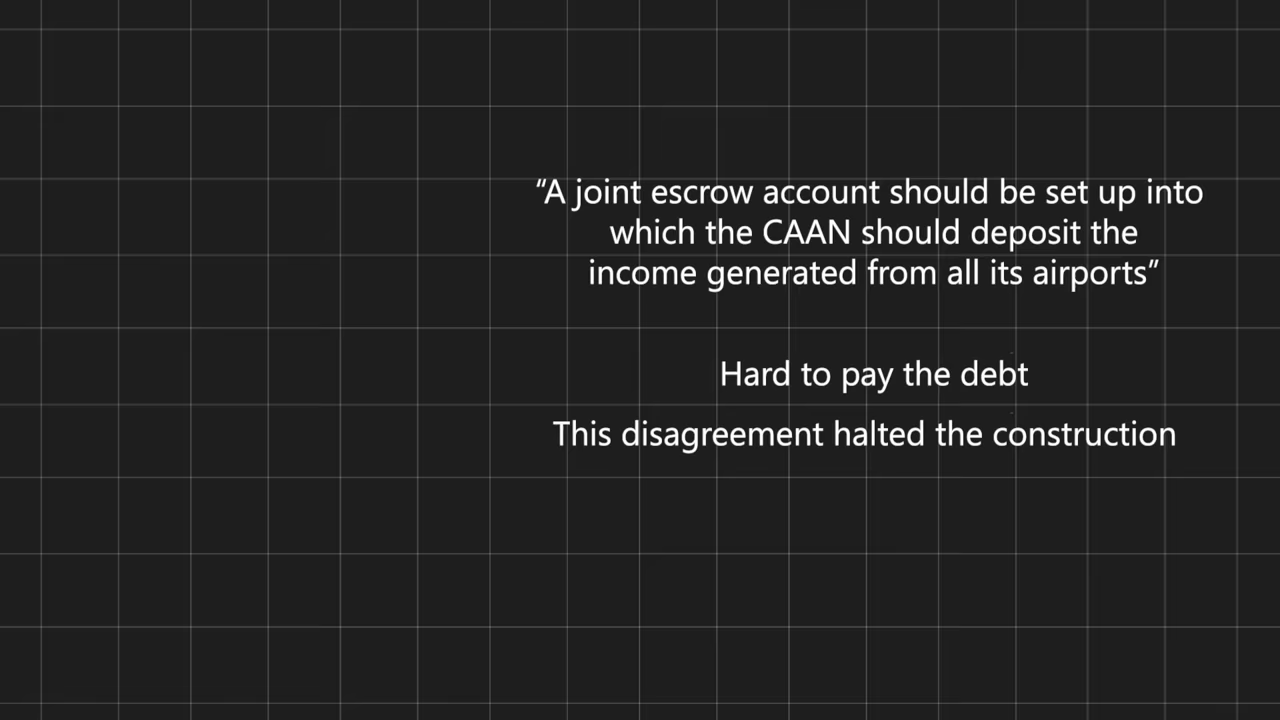 “A joint escrow account should be set up into
which the CAAN should deposit the
income generated from all its airports”
Hard to pay the debt
This disagreement halted the construction